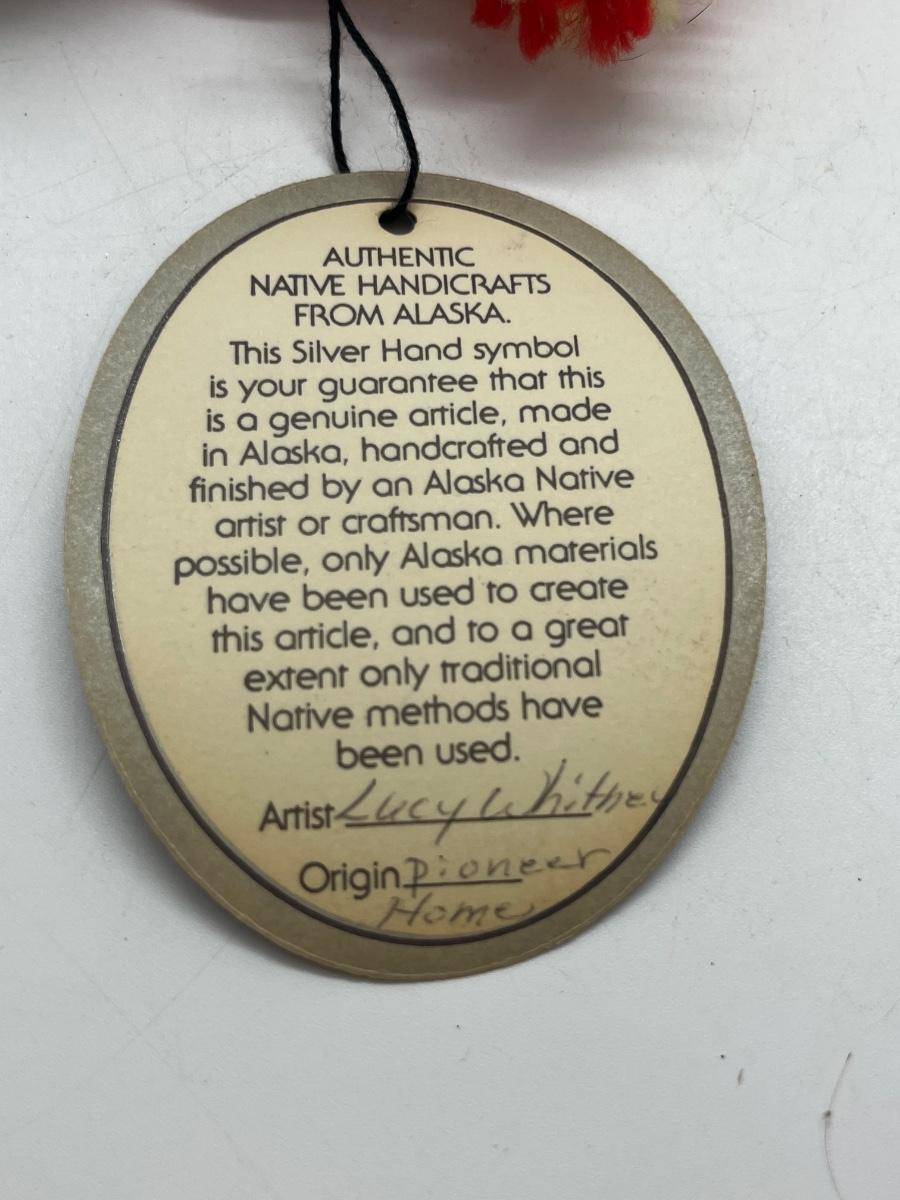 AUTHENTIC
NATIVE HANDICRAFTS
FROM ALASKA.
This Silver Hand symbol
is your guarantee that this
is a genuine article, made
in Alaska, handcrafted and
finished by an Alaska Native
artist or craftsman. Where
possible, only Alaska materials
have been used to create
this article, and to a great
extent only traditional
Native methods have
been used.
Artist Lucy Whitney
Origin Pioneer
Home